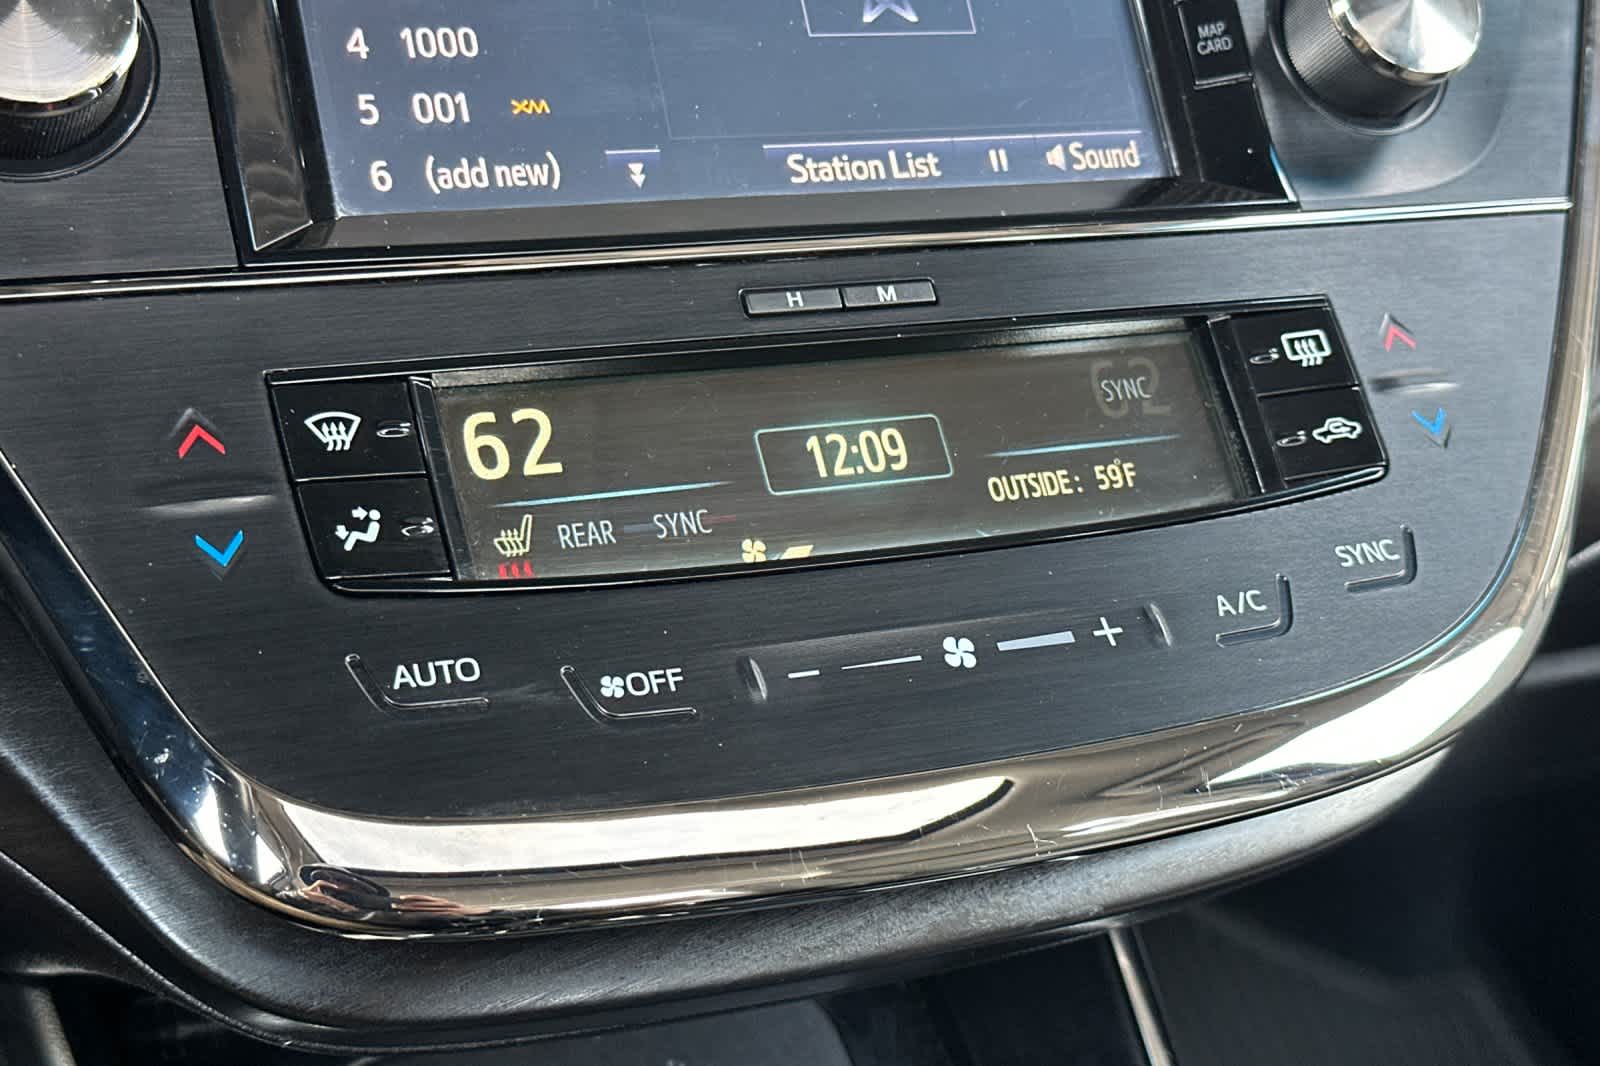 4 1000
5 001 XM
6 (add new)
Station List
Sound
MAP
CARD
H M
62
12:09
SYNC
OUTSIDE: 59°F
REAR SYNC
SYNC
A/C
AUTO
OFF
- +